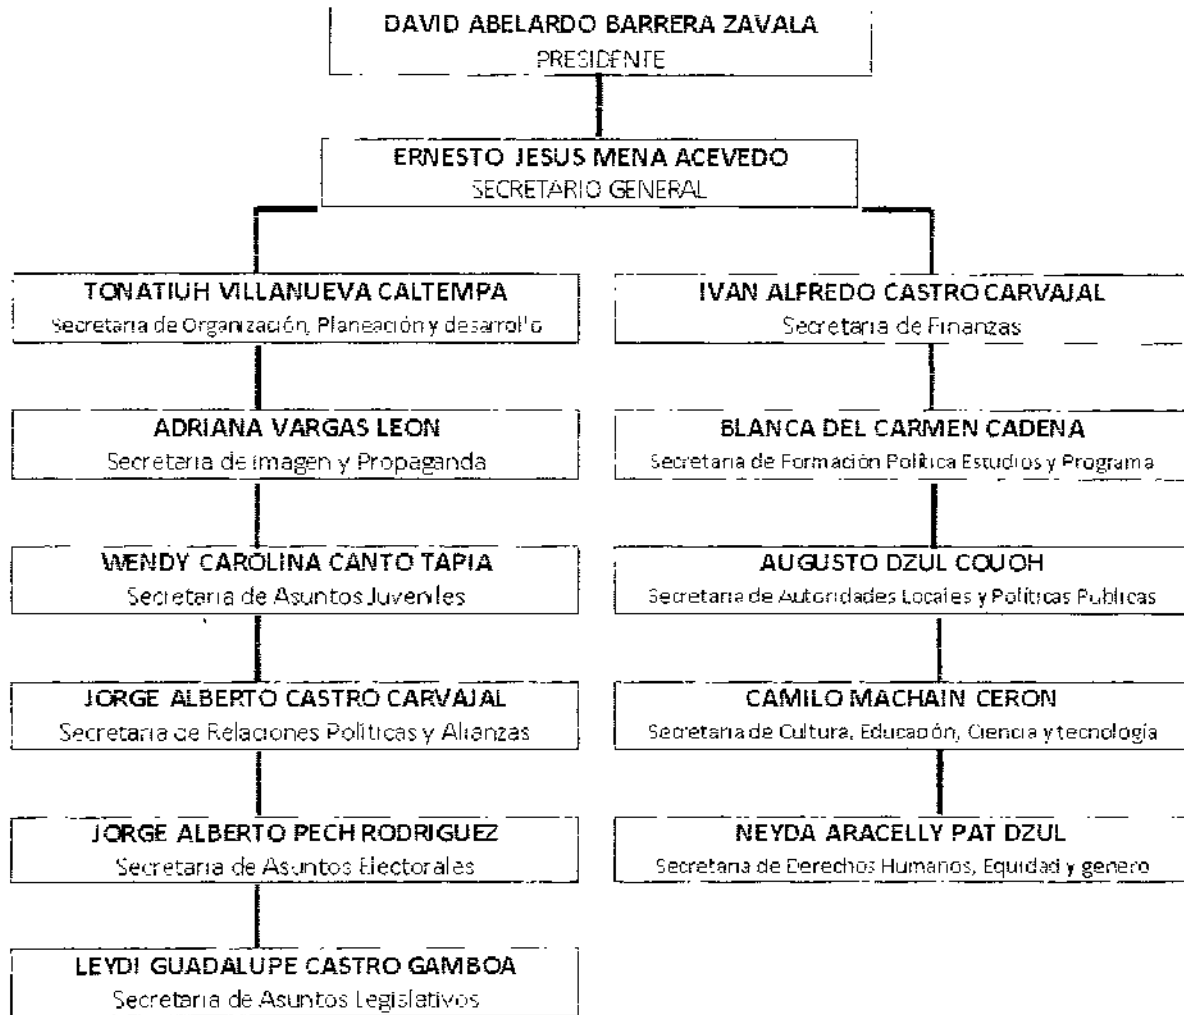 DAVID ABELARDO BARRERA ZAVALA
PRESIDENTE
ERNESTO JESUS MENA ACEVEDO
SECRETARIO GENERAL
TONATIUH VILLANUEVA CALTEMPA
Secretaria de Organización, Planeación y desarrollo
ADRIANA VARGAS LEON
Secretaria de imagen y Propaganda
WENDY CAROLINA CANTO TAPIA
Secretaria de Asuntos Juveniles
JORGE ALBERTO CASTRO CARVAJAL
Secretaria de Relaciones Políticas y Alianzas
JORGE ALBERTO PECH RODRIGUEZ
Secretaria de Asuntos Electorales
LEYDI GUADALUPE CASTRO GAMBOA
Secretaria de Asuntos Legislativos
IVAN ALFREDO CASTRO CARVAJAL
Secretaria de Finanzas
BLANCA DEL CARMEN CADENA
Secretaria de Formación Política Estudios y Programa
AUGUSTO DZUL COUOH
Secretaria de Autoridades Locales y Políticas Publicas
CAMILO MACHAIN CERON
Secretaria de Cultura, Educación, Ciencia y tecnología
NEYDA ARACELLY PAT DZUL
Secretaria de Derechos Humanos, Equidad y genero